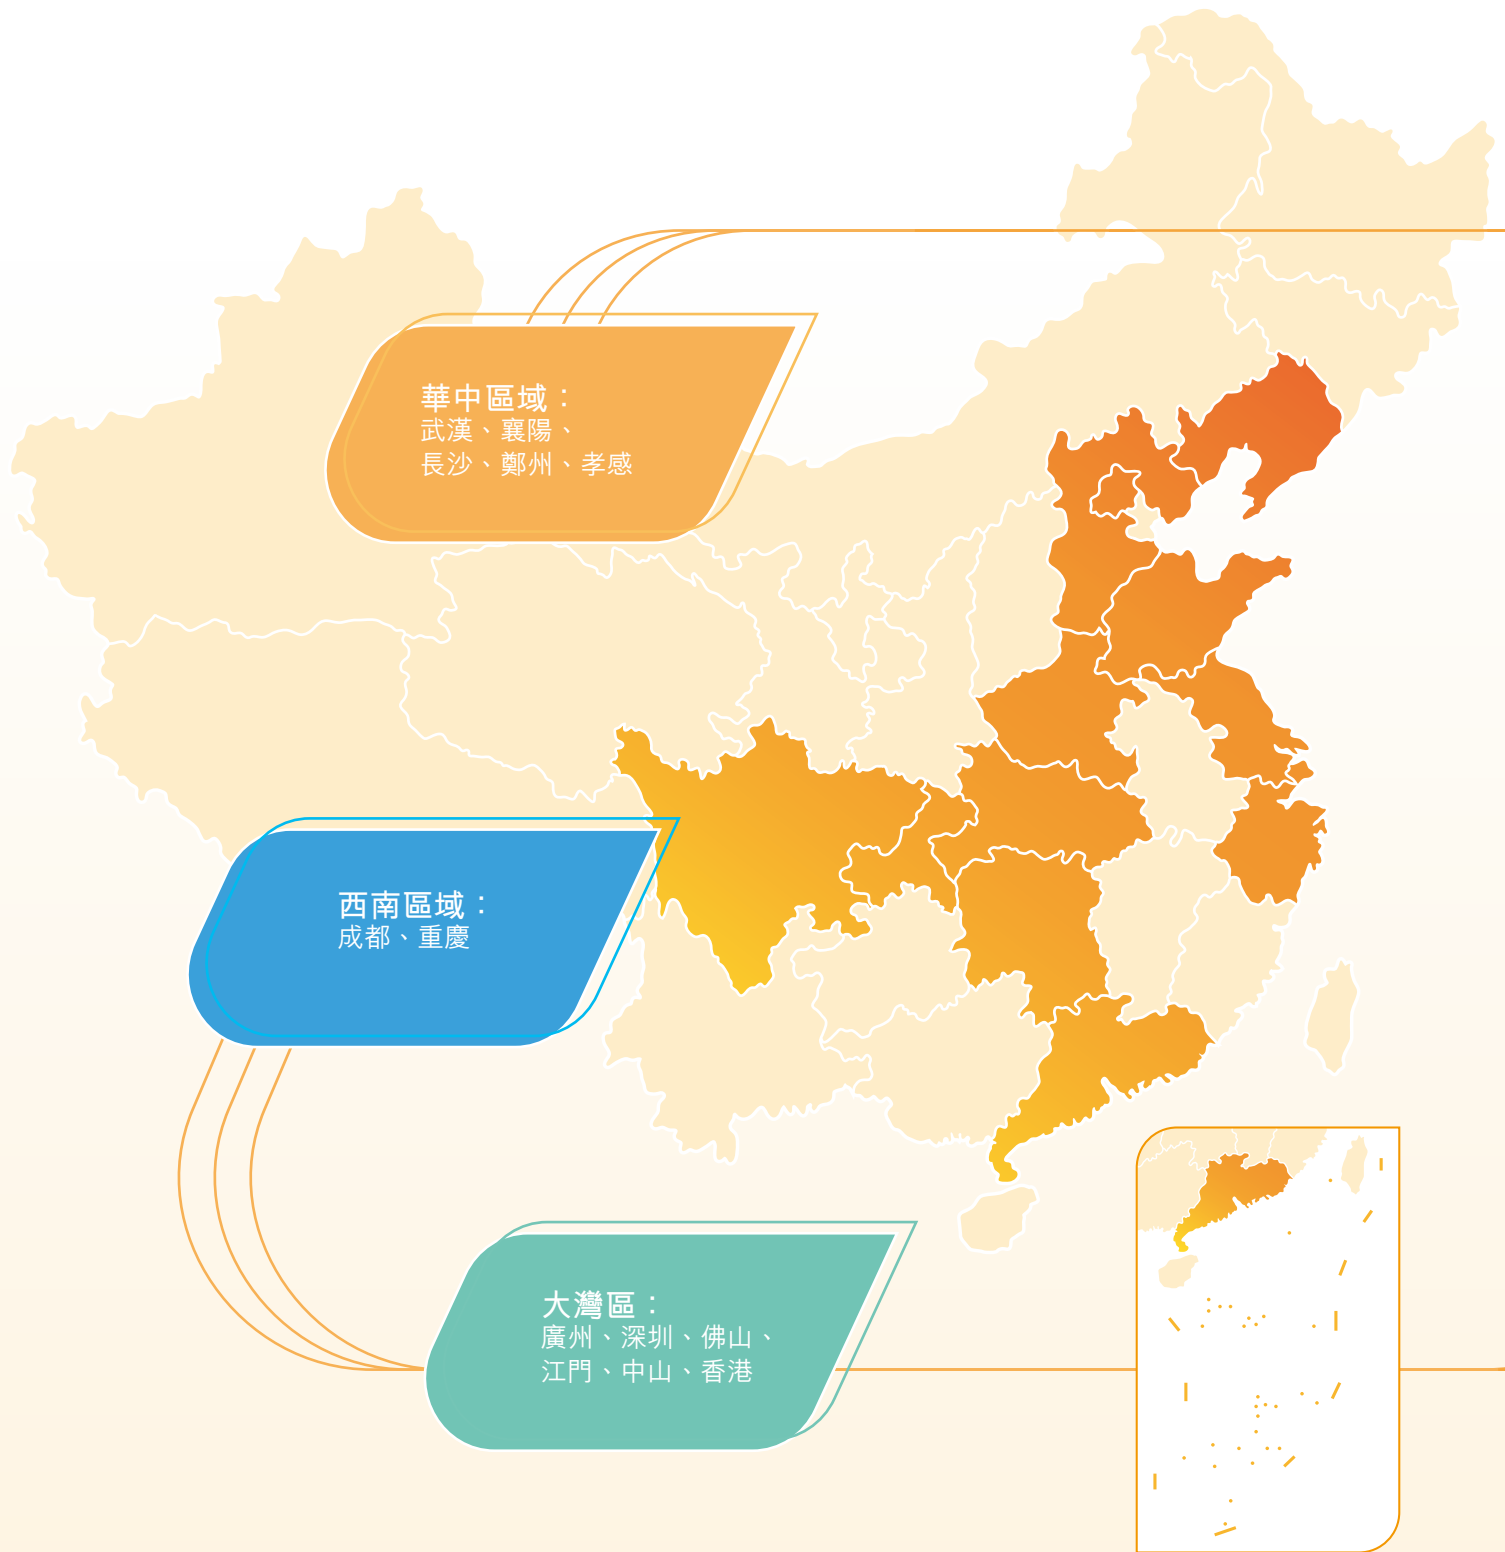 華中區域：
武漢、襄陽、
長沙、鄭州、孝感
西南區域：
成都、重慶
大灣區：
廣州、深圳、佛山、
江門、中山、香港